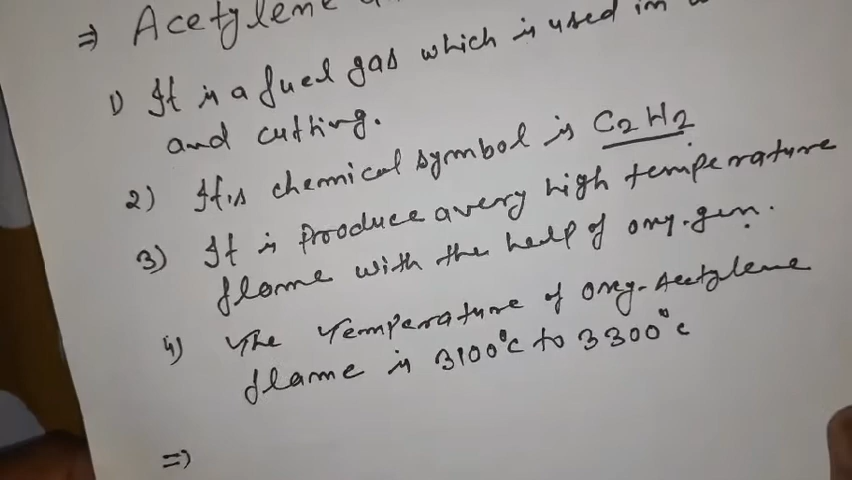 ⇒ Acetylene
1) It is a fuel gas which is used in
and cutting.
2) It's chemical symbol is C2H2
3) It is Produce a very high temperature
flame with the help of oxy-gen.
4) The Temperature of Oxy-Acetylene
flame is 3100°c to 3300°c
⇒